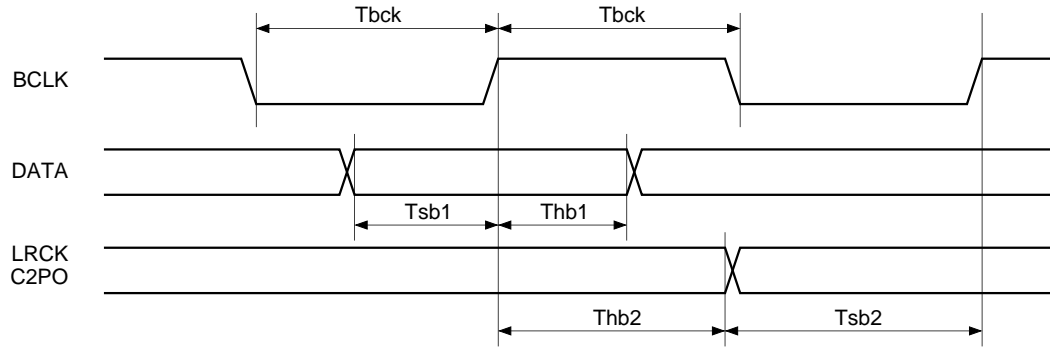 Tbck Tbck
BCLK
DATA
Tsb1 Thb1
LRCK
C2PO
Thb2 Tsb2